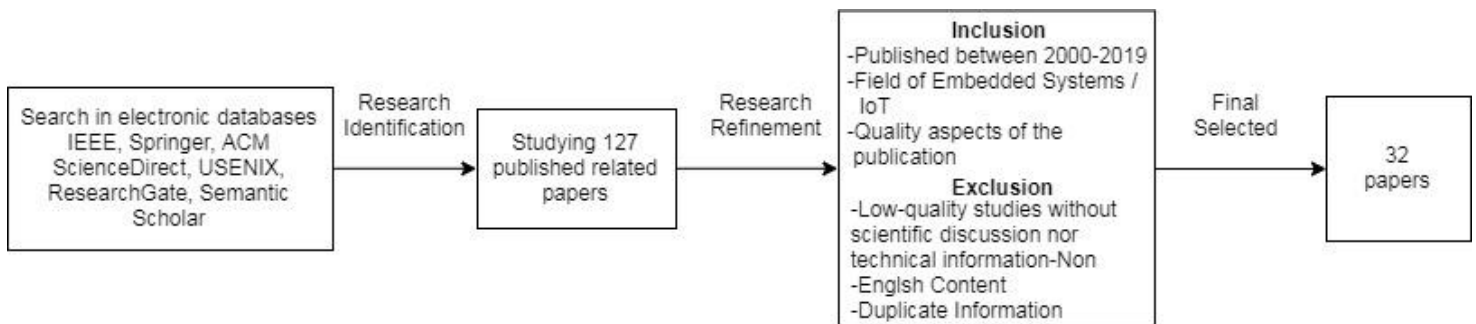 Search in electronic databases
IEEE, Springer, ACM
ScienceDirect, USENIX,
ResearchGate, Semantic
Scholar
Research
Identification
Studying 127
published related
papers
Research
Refinement
Inclusion
-Published between 2000-2019
-Field of Embedded Systems /
IoT
-Quality aspects of the
publication
Exclusion
-Low-quality studies without
scientific discussion nor
technical information-Non
-Englsh Content
-Duplicate Information
Final
Selected
32
papers